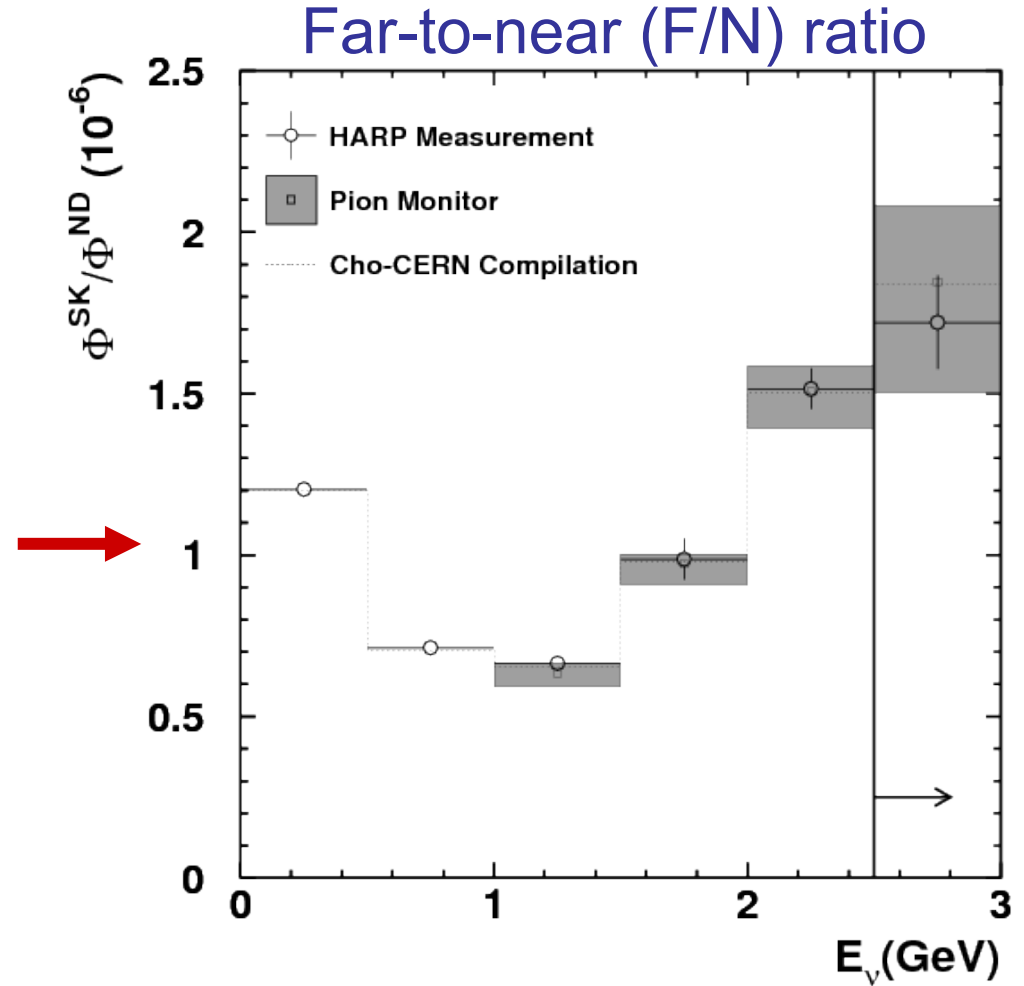 Far-to-near (F/N) ratio
Φ^SK/Φ^ND (10^-6)
2.5
2
1.5
1
0.5
0
HARP Measurement
Pion Monitor
Cho-CERN Compilation
0 1 2 3
E_ν(GeV)